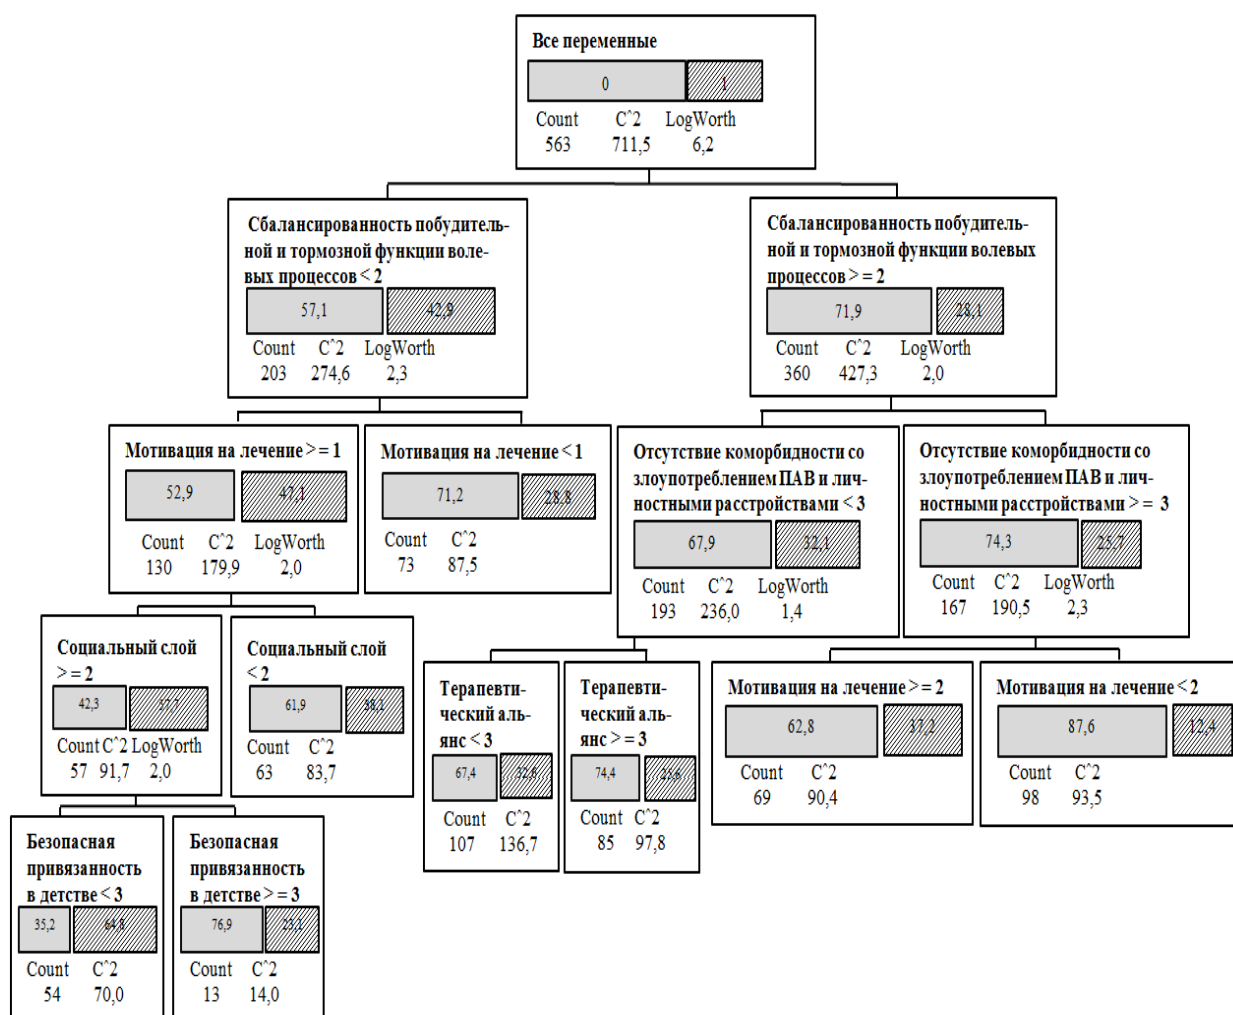 Все переменные
0 1
Count C^2 LogWorth
563 711,5 6,2
Сбалансированность побудитель-
ной и тормозной функции воле-
вых процессов < 2
57,1 42,9
Count C^2 LogWorth
203 274,6 2,3
Сбалансированность побудитель-
ной и тормозной функции волевых
процессов > = 2
71,9 28,1
Count C^2 LogWorth
360 427,3 2,0
Мотивация на лечение > = 1
52,9 47,1
Count C^2 LogWorth
130 179,9 2,0
Мотивация на лечение < 1
71,2 28,8
Count C^2
73 87,5
Отсутствие коморбидности со
злоупотреблением ПАВ и лич-
ностными расстройствами < 3
67,9 32,1
Count C^2 LogWorth
193 236,0 1,4
Отсутствие коморбидности со
злоупотреблением ПАВ и лич-
ностными расстройствами > = 3
74,3 25,7
Count C^2 LogWorth
167 190,5 2,3
Социальный слой
> = 2
42,3 57,7
Count C^2 LogWorth
57 91,7 2,0
Социальный слой
< 2
61,9 38,1
Count C^2
63 83,7
Терапевти-
ческий аль-
янс < 3
67,4 32,6
Count C^2
107 136,7
Терапевти-
ческий аль-
янс > = 3
74,4 25,6
Count C^2
85 97,8
Мотивация на лечение > = 2
62,8 37,2
Count C^2
69 90,4
Мотивация на лечение < 2
87,6 12,4
Count C^2
98 93,5
Безопасная
привязанность
в детстве < 3
35,2 64,8
Count C^2
54 70,0
Безопасная
привязанность
в детстве > = 3
76,9 23,1
Count C^2
13 14,0